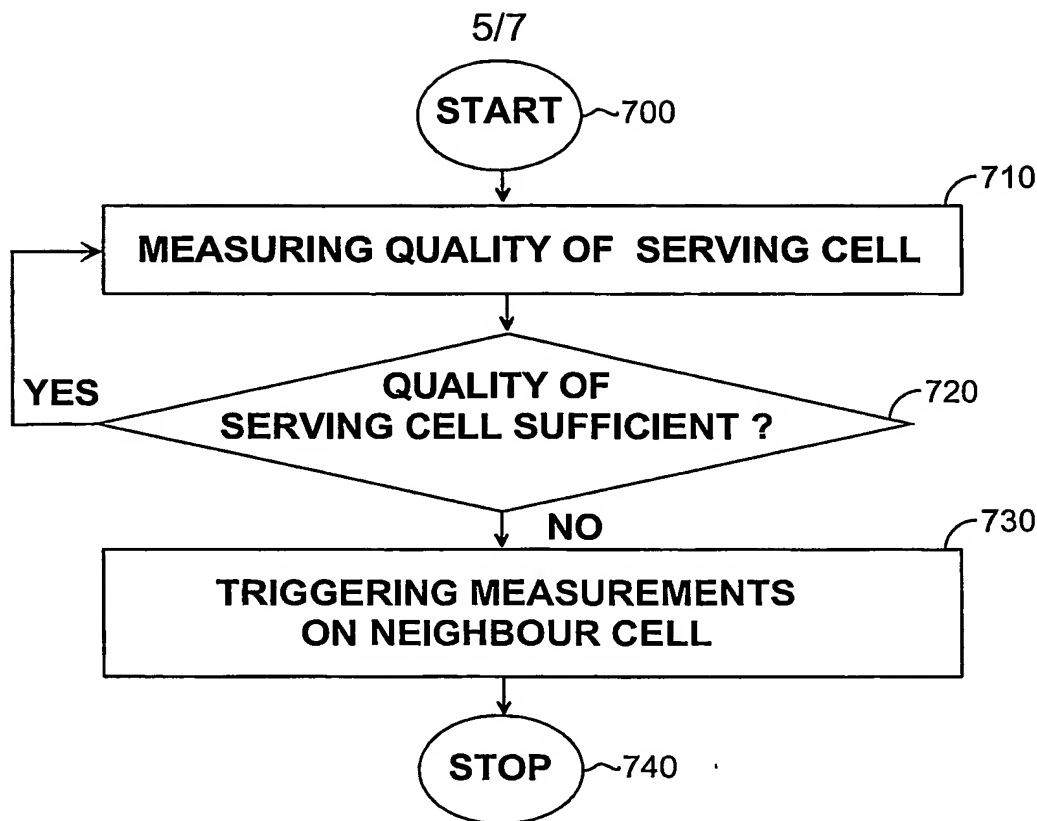 5/7
START
700
710
MEASURING QUALITY OF SERVING CELL
YES
QUALITY OF
SERVING CELL SUFFICIENT ?
720
NO
730
TRIGGERING MEASUREMENTS
ON NEIGHBOUR CELL
STOP
740